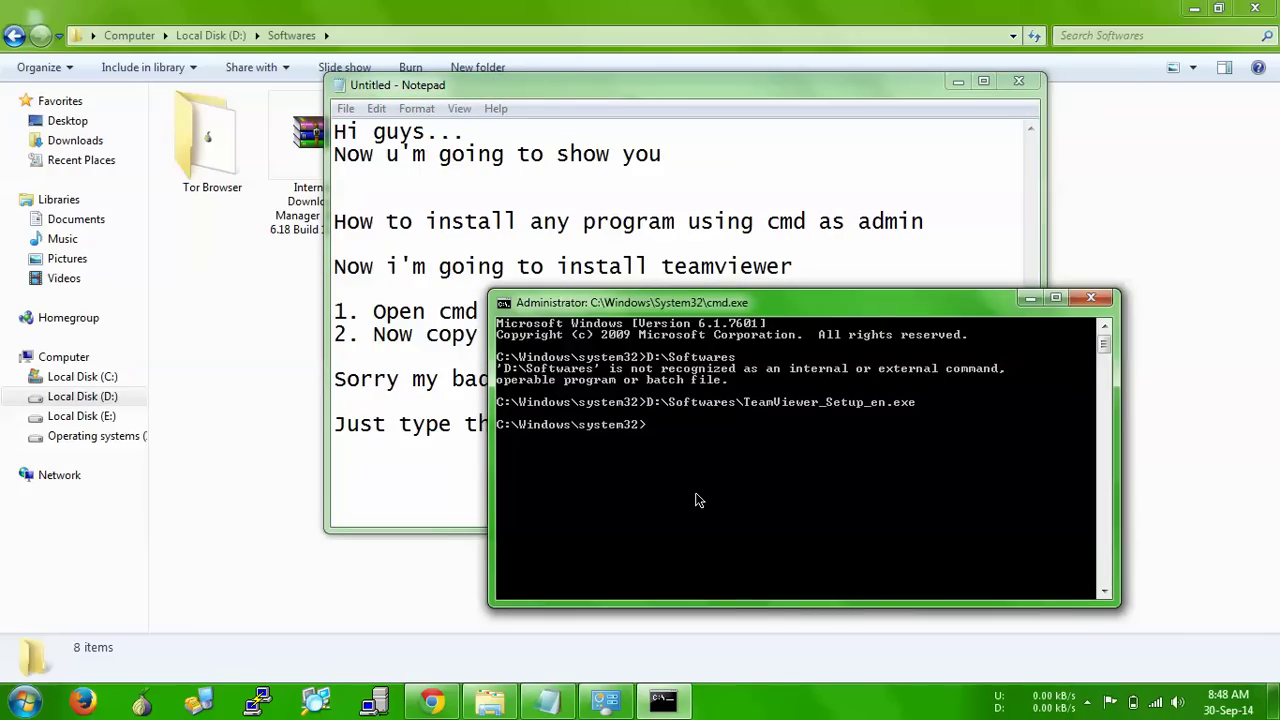 Computer
Local Disk (D:)
Softwares
Search Softwares
Organize
Include in library
Share with
Slide show
Burn
New folder
Favorites
Desktop
Downloads
Recent Places
Libraries
Documents
Music
Pictures
Videos
Homegroup
Computer
Local Disk (C:)
Local Disk (D:)
Local Disk (E:)
Operating systems (
Network
Tor Browser
Intern
Downlo
Manager
6.18 Build
Untitled - Notepad
File Edit Format View Help
Hi guys...
Now u'm going to show you
How to install any program using cmd as admin
Now i'm going to install teamviewer
1. Open cmd
2. Now copy
Sorry my bad
Just type th
Administrator: C:\Windows\System32\cmd.exe
Microsoft Windows [Version 6.1.7601]
Copyright (c) 2009 Microsoft Corporation.  All rights reserved.
C:\Windows\system32>D:\Softwares
'D:\Softwares' is not recognized as an internal or external command,
operable program or batch file.
C:\Windows\system32>D:\Softwares\TeamViewer_Setup_en.exe
C:\Windows\system32>
8 items
U: 0.00 kB/s
D: 0.00 kB/s
8:48 AM
30-Sep-14